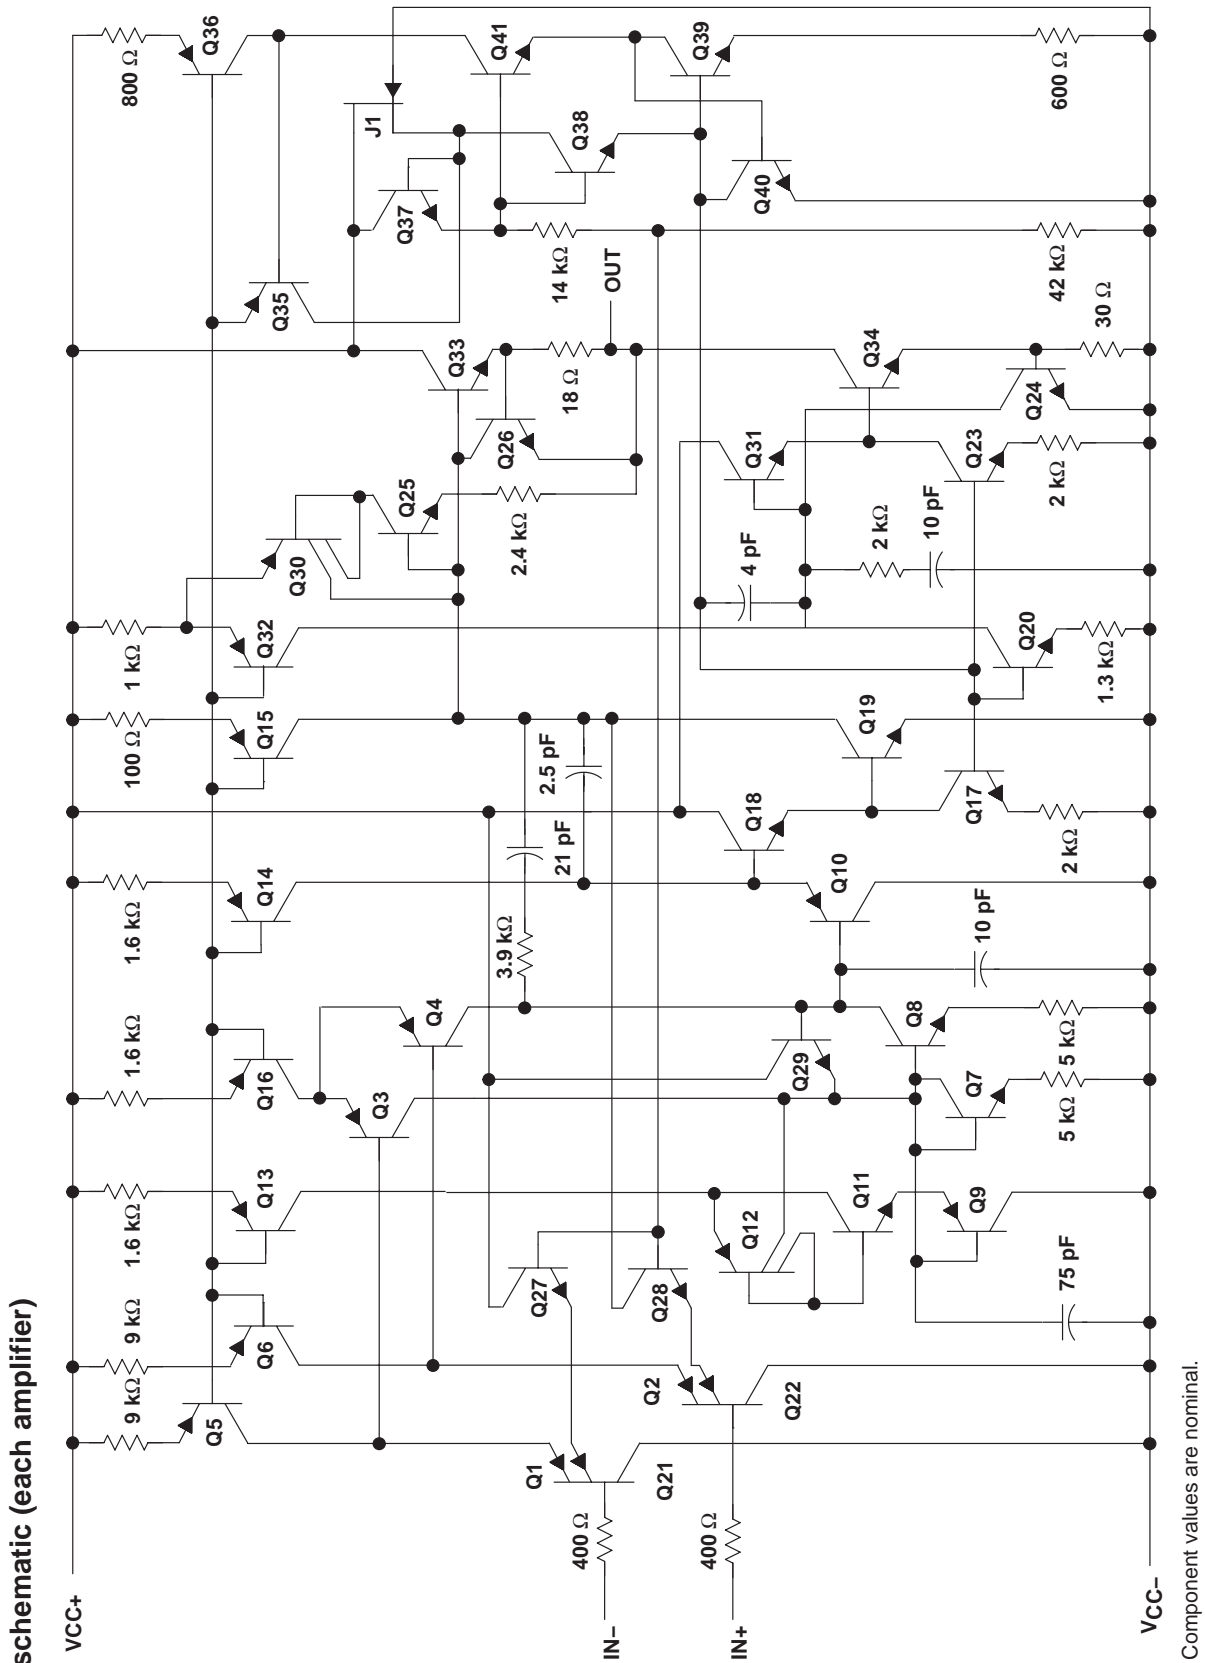 schematic (each amplifier)
VCC+
9 kΩ
9 kΩ
1.6 kΩ
1.6 kΩ
1.6 kΩ
100 Ω
1 kΩ
800 Ω
Q5
Q6
Q13
Q16
Q14
Q15
Q32
Q30
Q35
Q36
Q3
Q4
Q25
Q37
J1
Q33
Q26
Q41
2.4 kΩ
18 Ω
14 kΩ
OUT
Q38
Q39
3.9 kΩ
21 pF
2.5 pF
Q1
Q21
Q27
Q28
Q2
Q22
IN−
400 Ω
IN+
400 Ω
Q12
Q11
Q29
Q18
4 pF
Q31
Q40
Q10
Q19
Q34
2 kΩ
10 pF
Q9
Q7
Q8
10 pF
Q17
Q20
Q23
Q24
75 pF
5 kΩ
5 kΩ
2 kΩ
1.3 kΩ
2 kΩ
30 Ω
42 kΩ
600 Ω
VCC−
Component values are nominal.